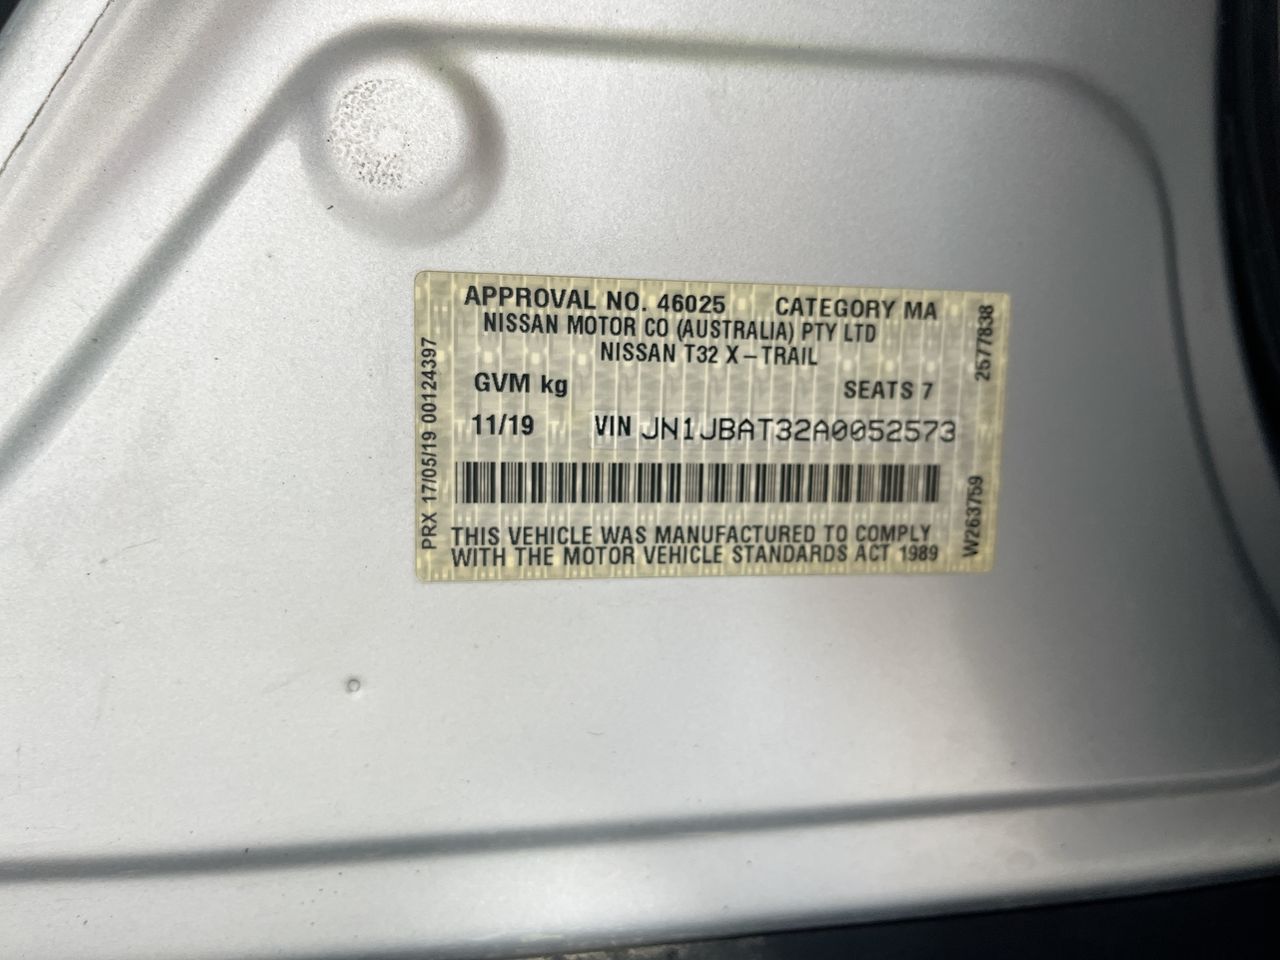 APPROVAL NO. 46025 CATEGORY MA
NISSAN MOTOR CO (AUSTRALIA) PTY LTD
NISSAN T32 X-TRAIL
GVM kg SEATS 7
11/19 VIN JN1JBAT32A0052573
THIS VEHICLE WAS MANUFACTURED TO COMPLY
WITH THE MOTOR VEHICLE STANDARDS ACT 1989
PRX 17/05/19 00124397
W263759 2577838